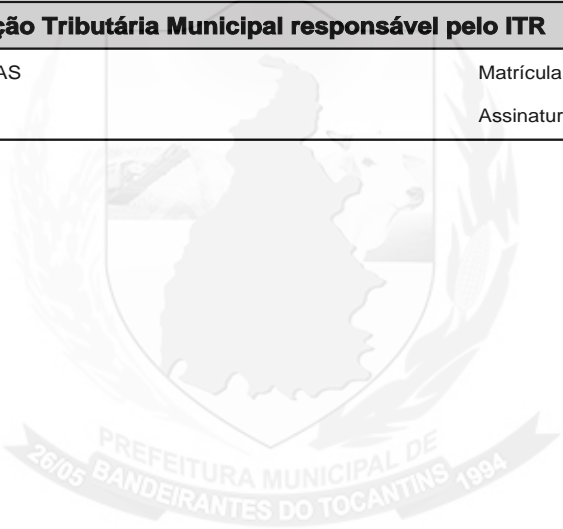 ção Tributária Municipal responsável pelo ITR
AS Matrícula
Assinatur
PREFEITURA MUNICIPAL DE
26/05 BANDEIRANTES DO TOCANTINS 1994